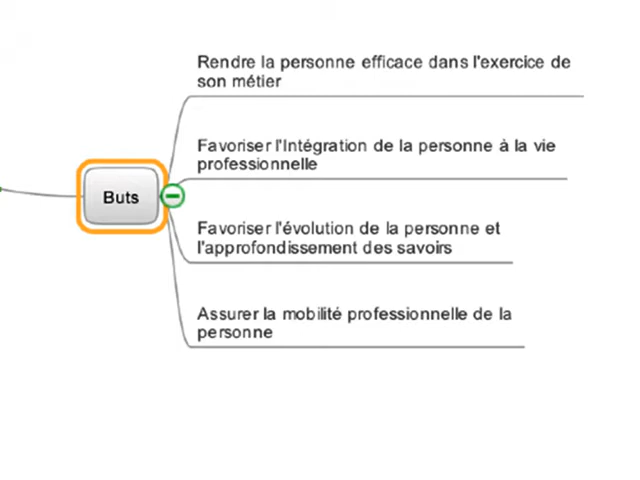 Rendre la personne efficace dans l'exercice de
son métier
Favoriser l'Intégration de la personne à la vie
professionnelle
Buts
Favoriser l'évolution de la personne et
l'approfondissement des savoirs
Assurer la mobilité professionnelle de la
personne